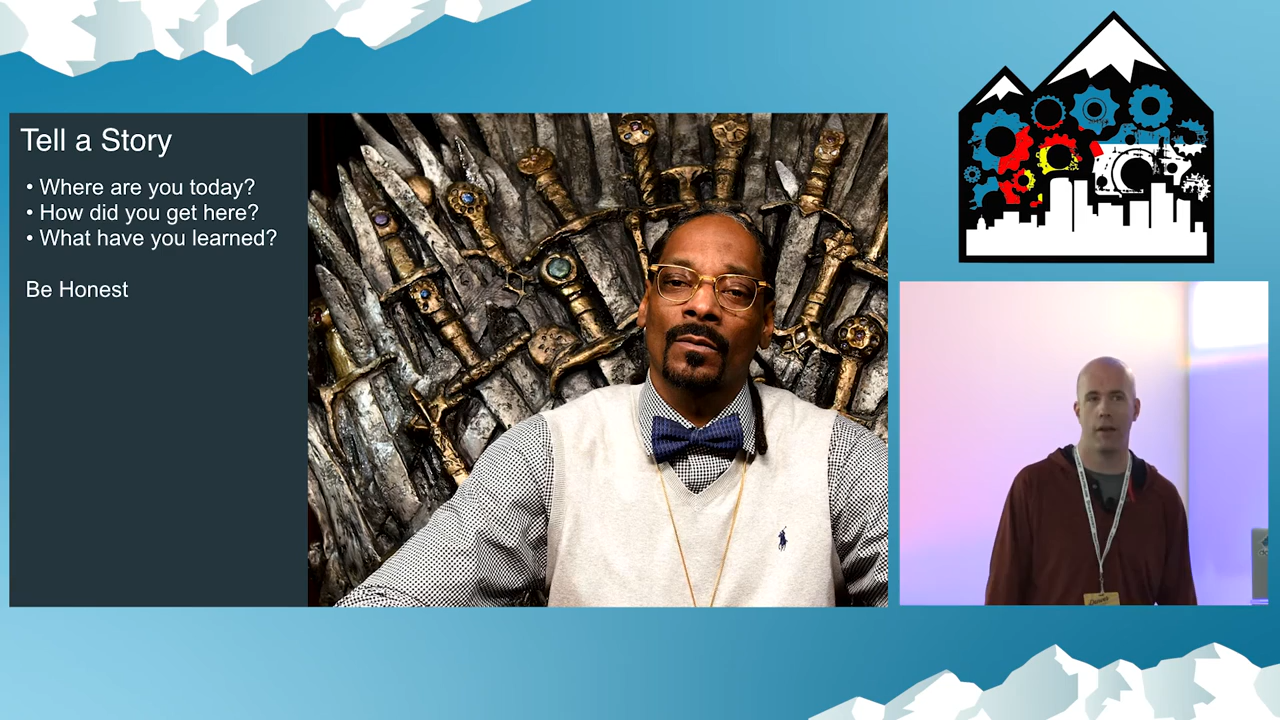 Tell a Story
• Where are you today?
• How did you get here?
• What have you learned?
Be Honest